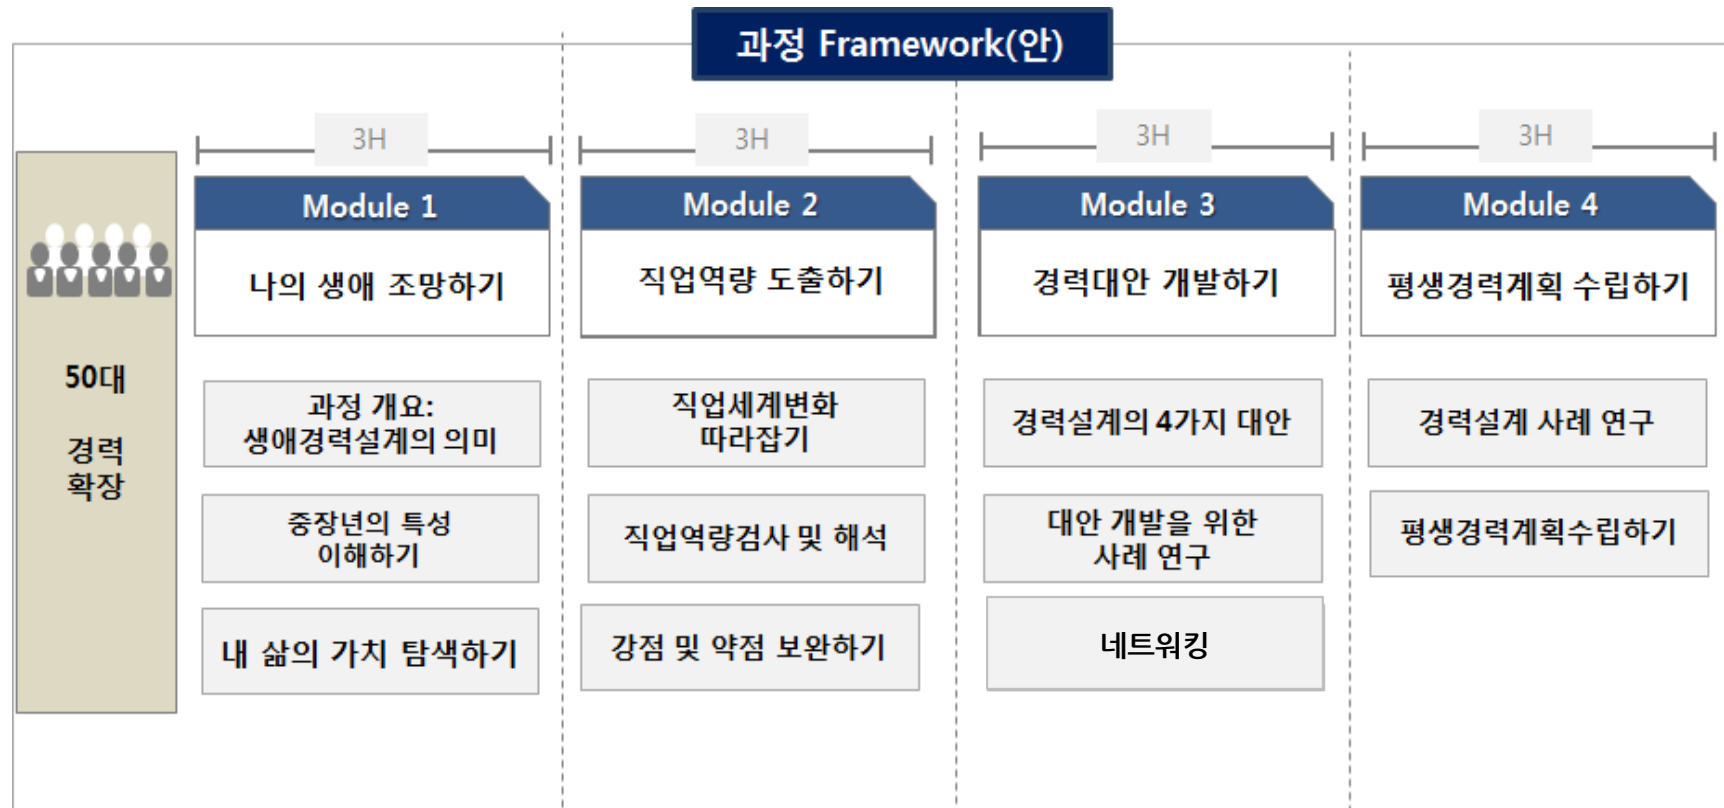 과정 Framework(안)
50대
경력
확장
3H
Module 1
나의 생애 조망하기
과정 개요:
생애경력설계의 의미
중장년의 특성
이해하기
내 삶의 가치 탐색하기
3H
Module 2
직업역량 도출하기
직업세계변화
따라잡기
직업역량검사 및 해석
강점 및 약점 보완하기
3H
Module 3
경력대안 개발하기
경력설계의 4가지 대안
대안 개발을 위한
사례 연구
네트워킹
3H
Module 4
평생경력계획 수립하기
경력설계 사례 연구
평생경력계획수립하기